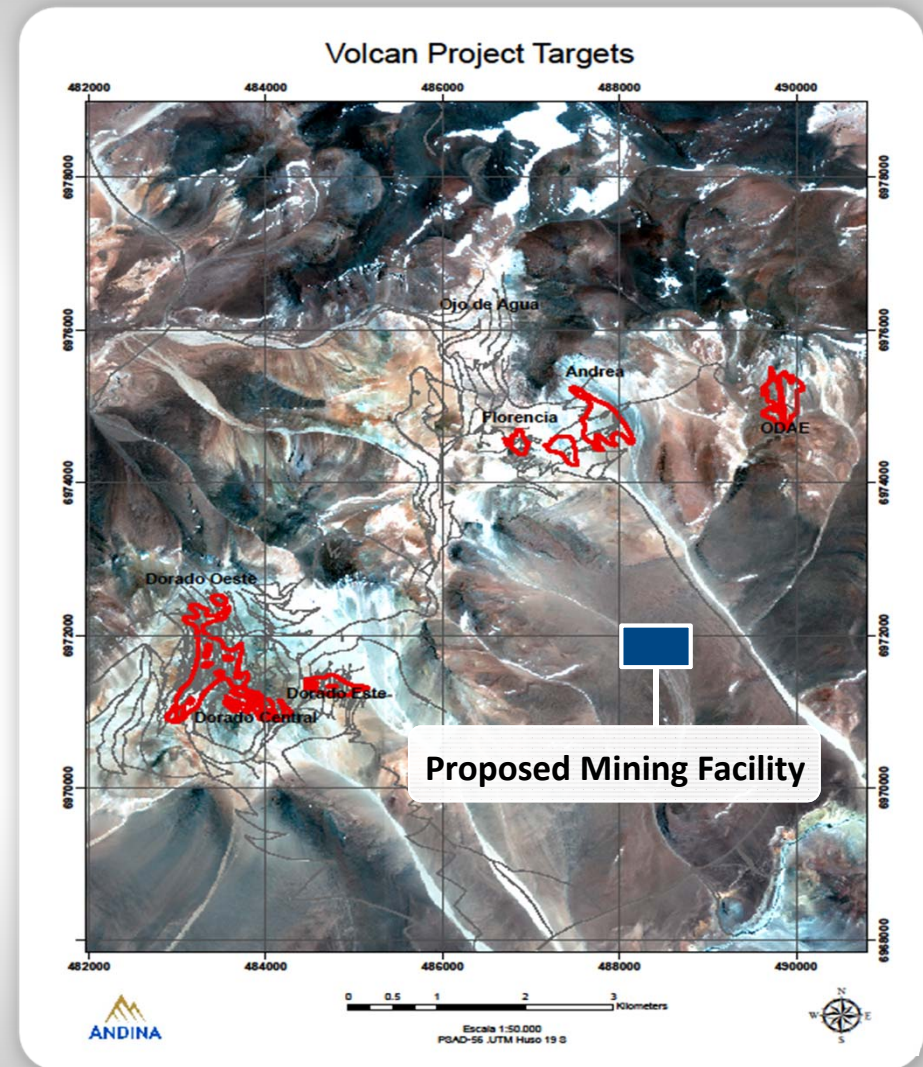 Volcan Project Targets
482000 484000 486000 488000 490000
6978000 6978000
Ojo de Agua
6976000 6976000
Andrea
Florencia
ODAE
6974000 6974000
Dorado Oeste
6972000 6972000
Dorado Este
Dorado Central
Proposed Mining Facility
6970000 6970000
6968000
482000 484000 486000 488000 490000
ANDINA
0 0.5 1 2 3
Kilometers
Escala 1:50.000
PSAD-56 .UTM Huso 19 S
N
W E
S